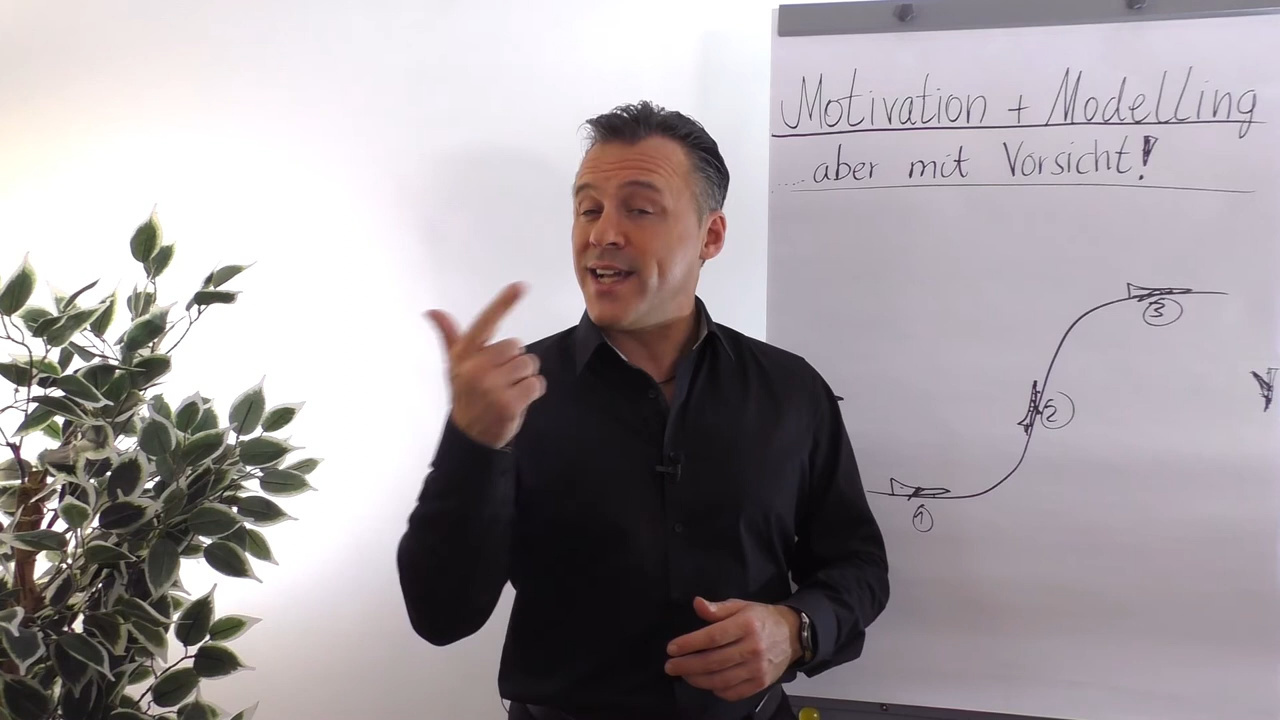 Motivation + Modelling
.... aber mit Vorsicht!
3
2
1